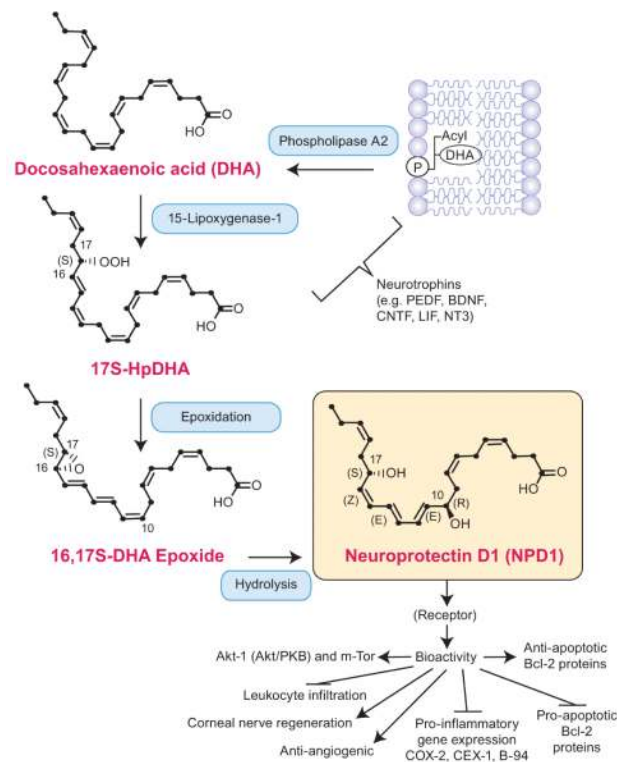 O
HO
Phospholipase A2
Acyl
DHA
P
Docosahexaenoic acid (DHA)
15-Lipoxygenase-1
17
(S)
OOH
16
O
HO
Neurotrophins
(e.g. PEDF, BDNF,
CNTF, LIF, NT3)
17S-HpDHA
Epoxidation
(S)
17
O
16
O
HO
10
17
(S)
OH
O
HO
(Z)
10
(R)
(E)
(E)
OH
16,17S-DHA Epoxide
Hydrolysis
Neuroprotectin D1 (NPD1)
(Receptor)
Akt-1 (Akt/PKB) and m-Tor
Bioactivity
Anti-apoptotic
Bcl-2 proteins
Leukocyte infiltration
Corneal nerve regeneration
Anti-angiogenic
Pro-inflammatory
gene expression
COX-2, CEX-1, B-94
Pro-apoptotic
Bcl-2
proteins